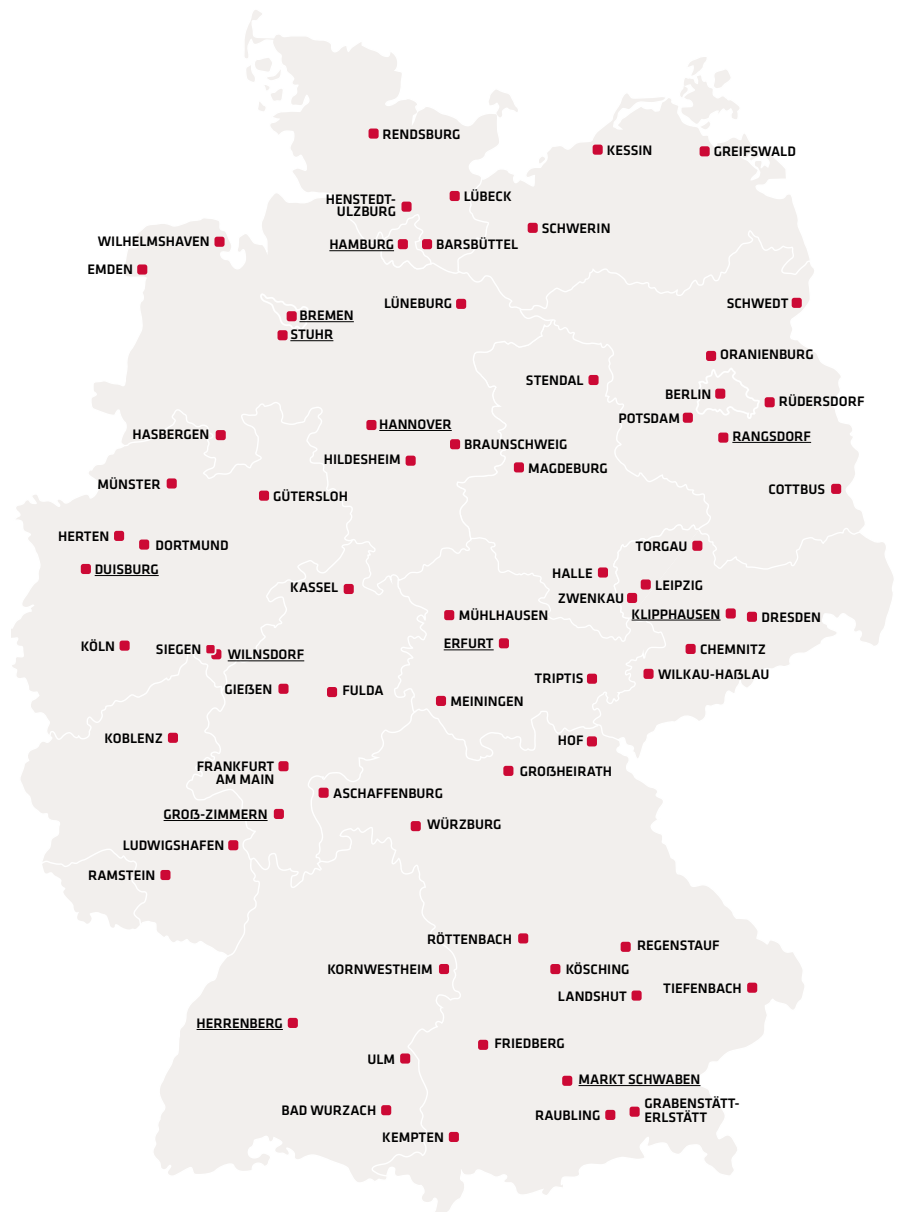 RENDSBURG
KESSIN
GREIFSWALD
HENSTEDT-
ULZBURG
LÜBECK
SCHWERIN
WILHELMSHAVEN
HAMBURG
BARSBÜTTEL
EMDEN
LÜNEBURG
SCHWEDT
BREMEN
STUHR
ORANIENBURG
STENDAL
BERLIN
RÜDERSDORF
POTSDAM
HANNOVER
HASBERGEN
RANGSDORF
BRAUNSCHWEIG
HILDESHEIM
MAGDEBURG
MÜNSTER
GÜTERSLOH
COTTBUS
HERTEN
DORTMUND
TORGAU
DUISBURG
HALLE
LEIPZIG
KASSEL
ZWENKAU
MÜHLHAUSEN
KLIPPHAUSEN
DRESDEN
ERFURT
KÖLN
SIEGEN
WILNSDORF
CHEMNITZ
WILKAU-HAßLAU
TRIPTIS
GIEßEN
FULDA
MEININGEN
KOBLENZ
HOF
FRANKFURT
AM MAIN
GROßHEIRATH
ASCHAFFENBURG
GROß-ZIMMERN
WÜRZBURG
LUDWIGSHAFEN
RAMSTEIN
RÖTTENBACH
REGENSTAUF
KORNWESTHEIM
KÖSCHING
TIEFENBACH
LANDSHUT
HERRENBERG
FRIEDBERG
ULM
MARKT SCHWABEN
BAD WURZACH
GRABENSTÄTT-
ERLSTÄTT
RAUBLING
KEMPTEN